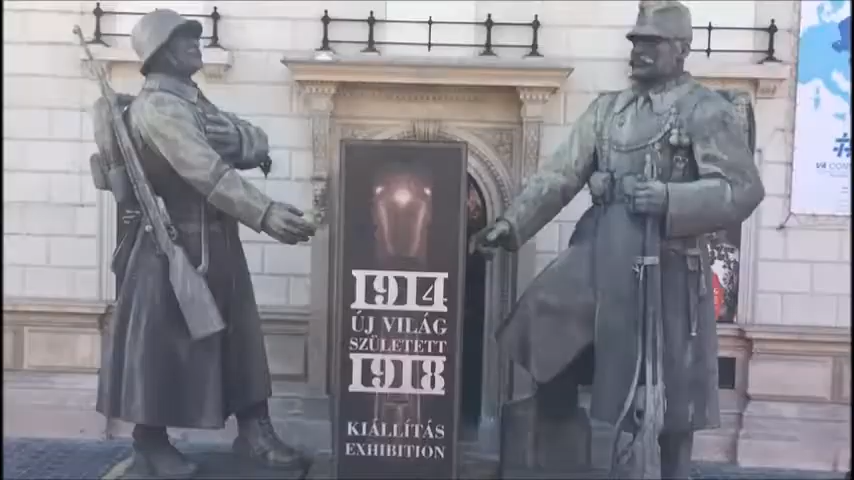 1914
ÚJ VILÁG
SZÜLETETT
1918
KIÁLLÍTÁS
EXHIBITION